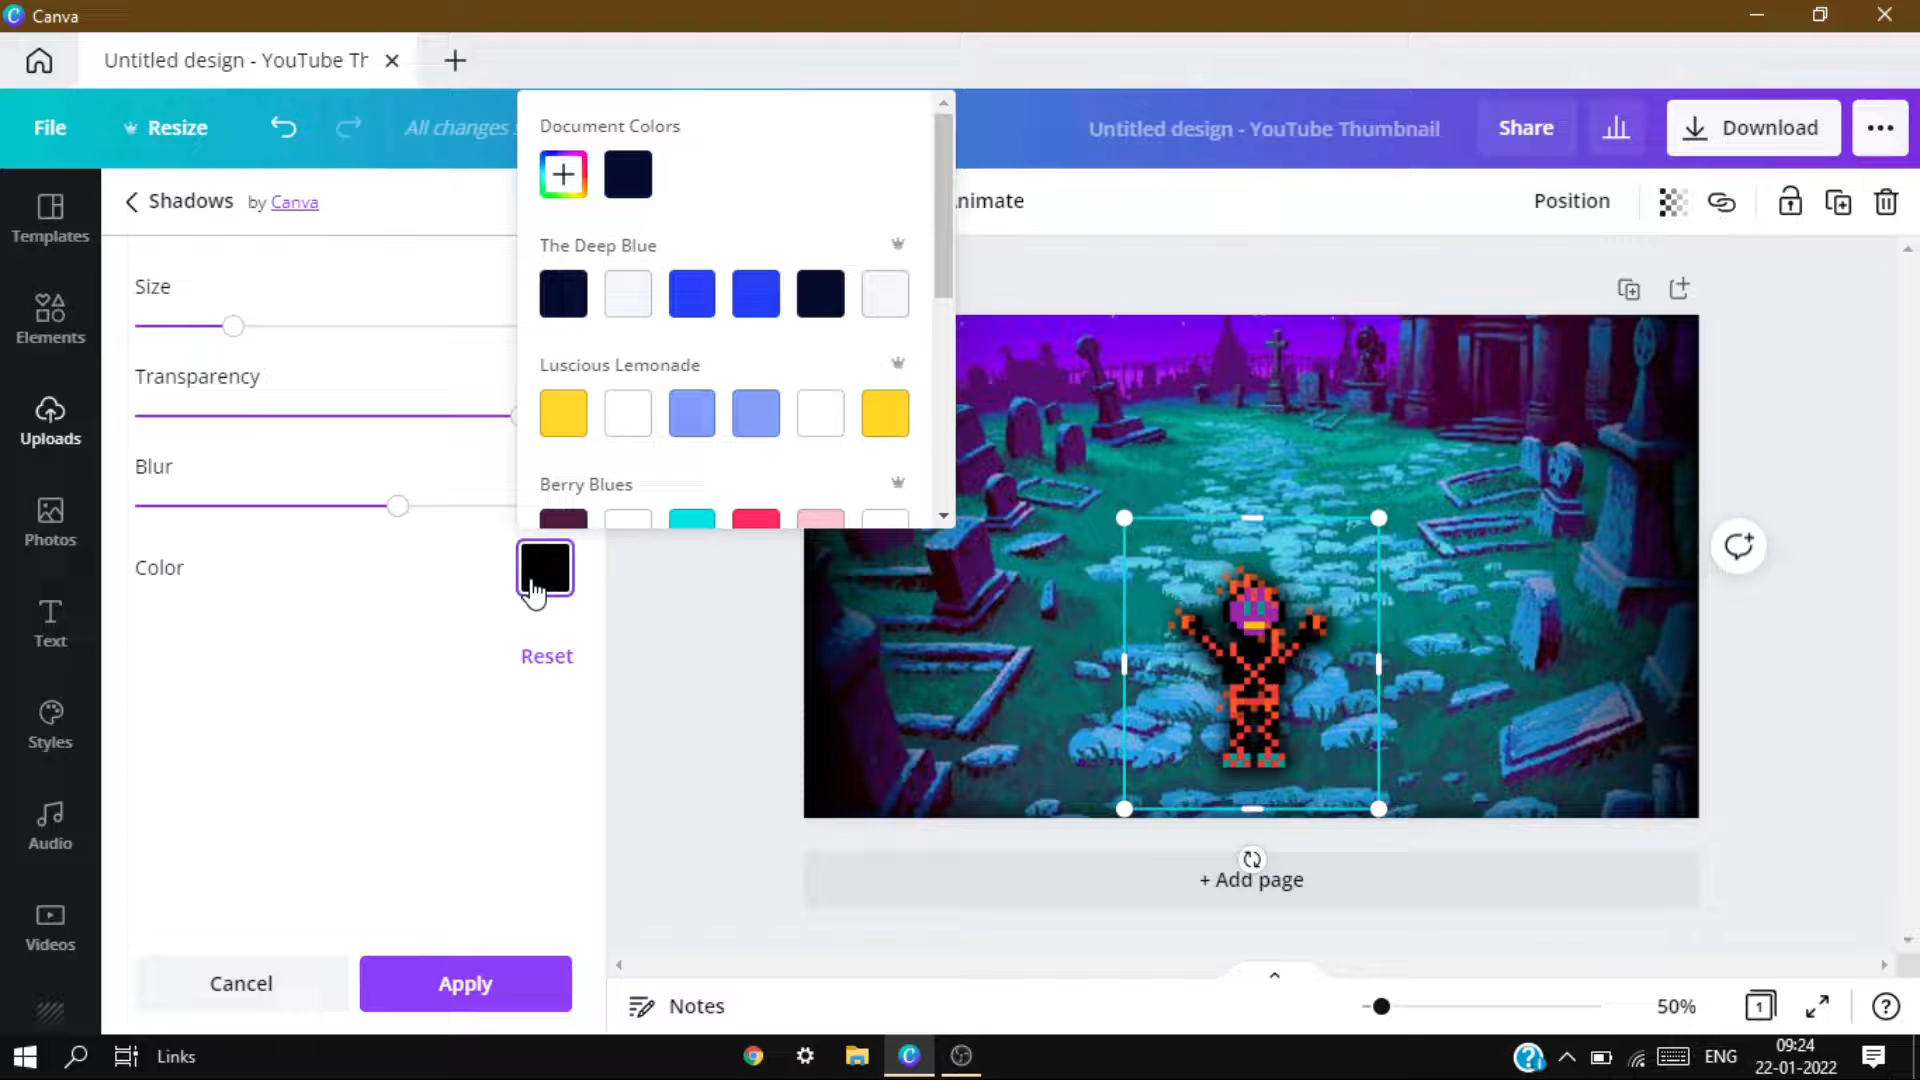 Canva
Untitled design - YouTube Th
File
Resize
All changes
Untitled design - YouTube Thumbnail
Share
Download
Document Colors
The Deep Blue
Luscious Lemonade
Berry Blues
Shadows by Canva
nimate
Position
Templates
Elements
Uploads
Photos
Text
Styles
Audio
Videos
Size
Transparency
Blur
Color
Reset
Cancel
Apply
+ Add page
Notes
50%
1
?
Links
ENG
09:24
22-01-2022